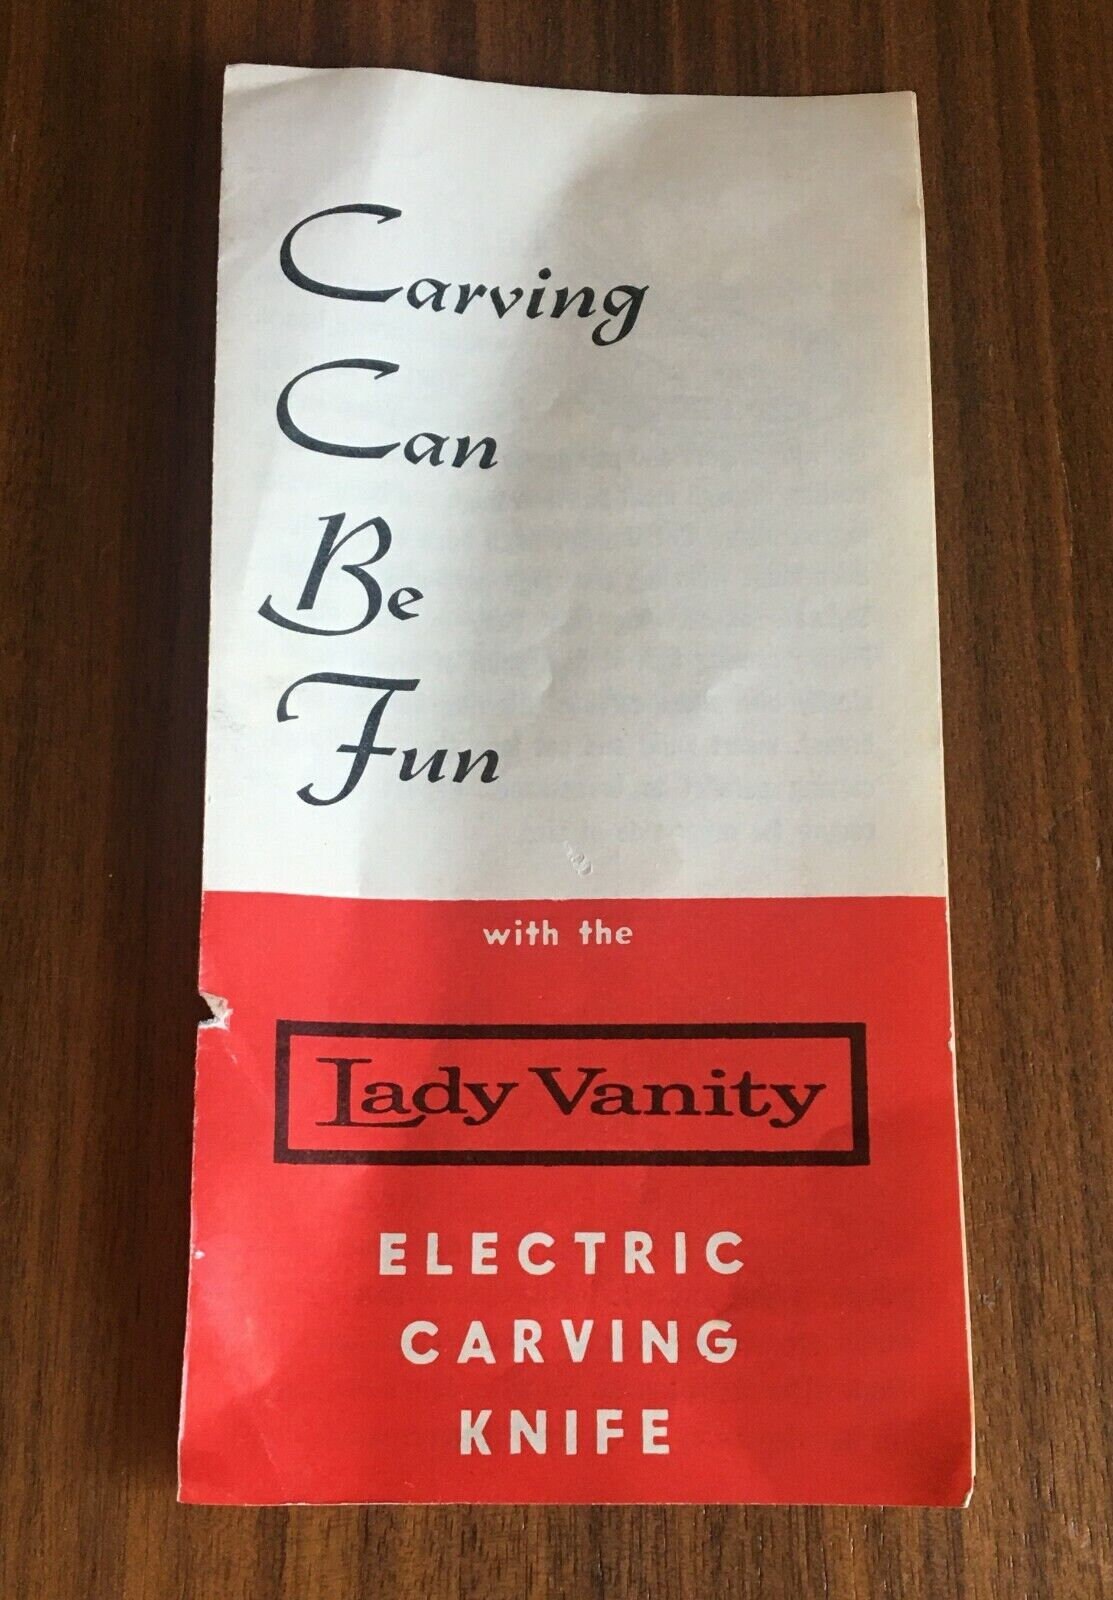 Carving
Can
Be
Fun
with the
Lady Vanity
ELECTRIC
CARVING
KNIFE